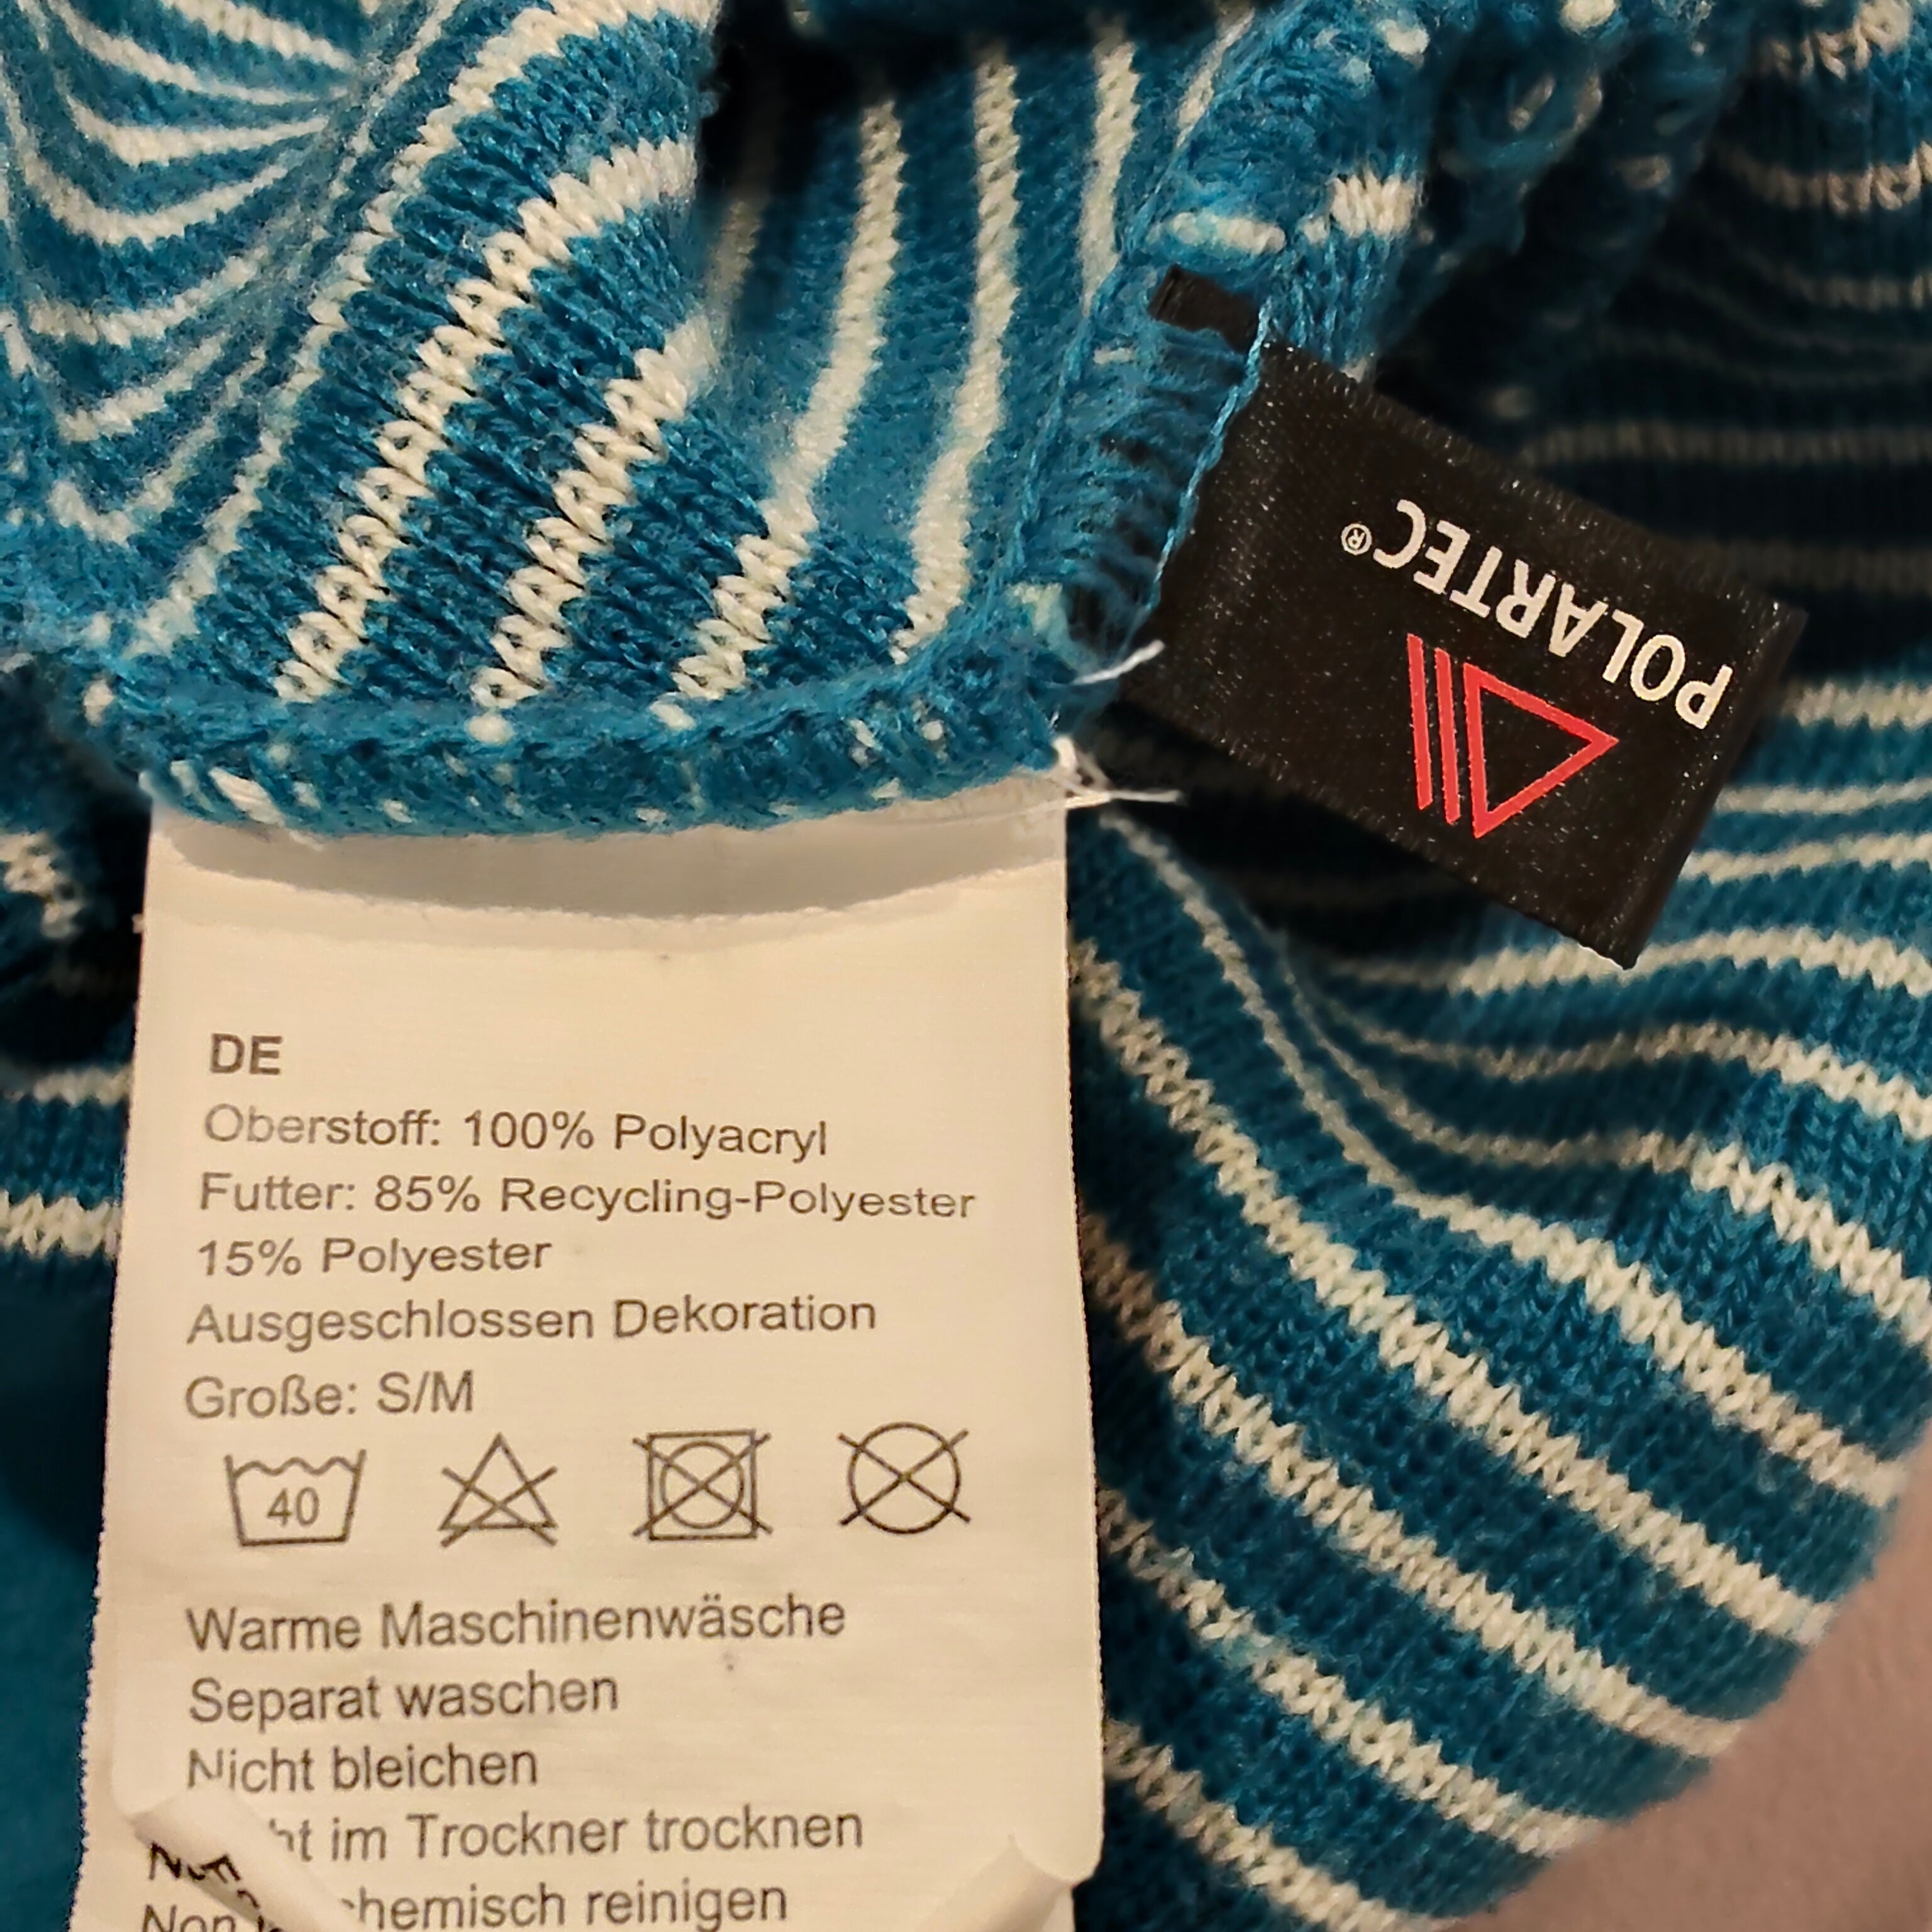 POLARTEC®
DE
Oberstoff: 100% Polyacryl
Futter: 85% Recycling-Polyester
15% Polyester
Ausgeschlossen Dekoration
Große: S/M
40
Warme Maschinenwäsche
Separat waschen
Nicht bleichen
im Trockner trocknen
reinigen
Non